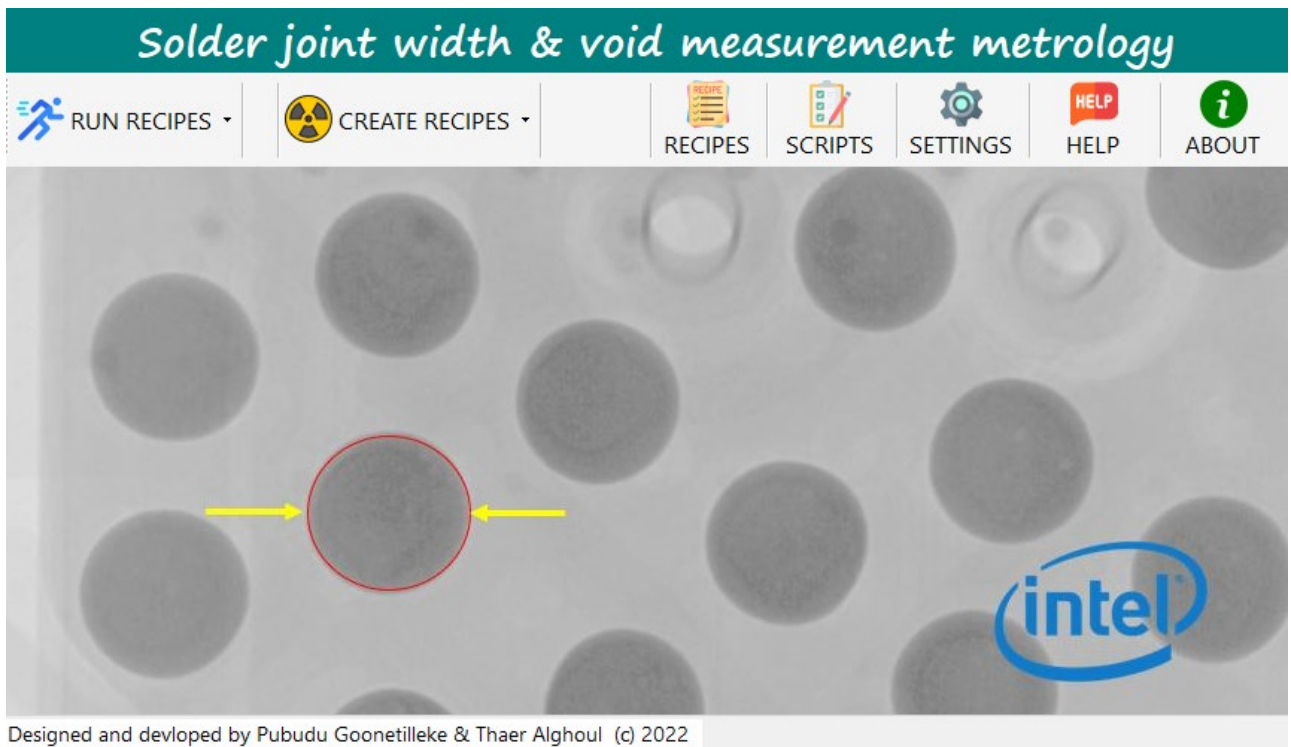 Solder joint width & void measurement metrology
RUN RECIPES
CREATE RECIPES
RECIPE
RECIPES
SCRIPTS
SETTINGS
HELP
HELP
i
ABOUT
intel
Designed and devloped by Pubudu Goonetilleke & Thaer Alghoul (c) 2022